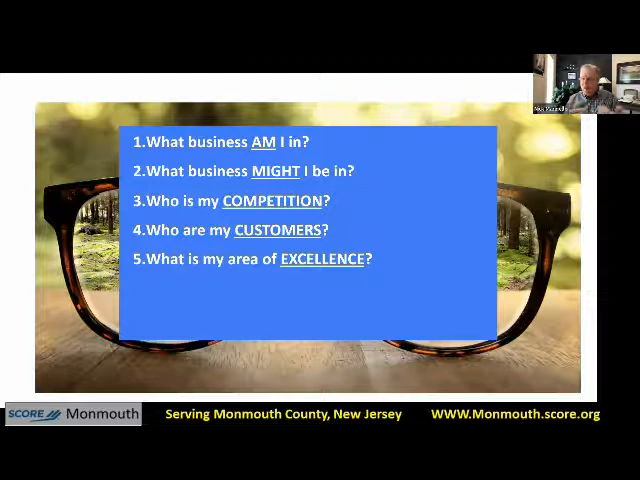 1.What business AM I in?
2.What business MIGHT I be in?
3.Who is my COMPETITION?
4.Who are my CUSTOMERS?
5.What is my area of EXCELLENCE?
SCORE Monmouth
Serving Monmouth County, New Jersey
WWW.Monmouth.score.org